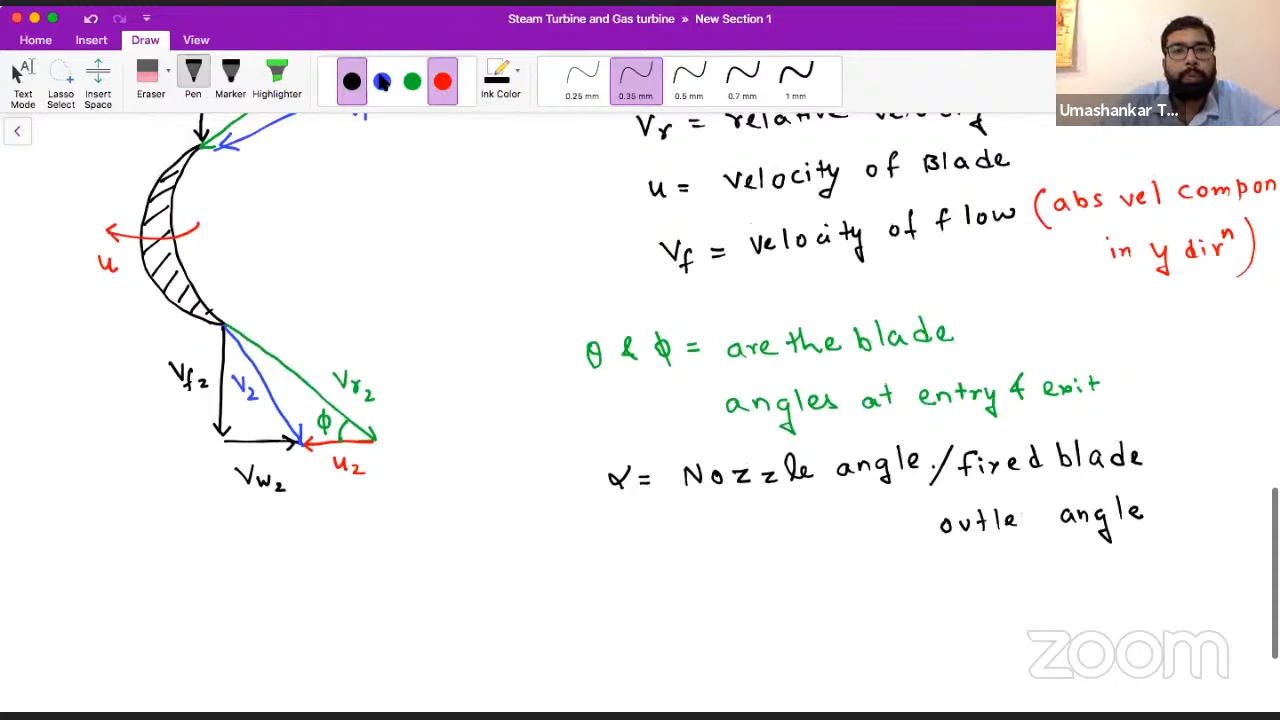 Steam Turbine and Gas turbine » New Section 1
Home Insert Draw View
Text Mode
Lasso Select
Insert Space
Eraser
Pen
Marker
Highlighter
Ink Color
0.25 mm
0.35 mm
0.5 mm
0.7 mm
1 mm
Umashankar T...
Vr = relative velocity
u = velocity of Blade
Vf = velocity of flow (abs vel compon
in y dirⁿ)
u
θ & ϕ = are the blade
angles at entry & exit
Vf2
V2
Vr2
ϕ
u2
Vw2
α = Nozzle angle./fixed blade
outle angle
zoom